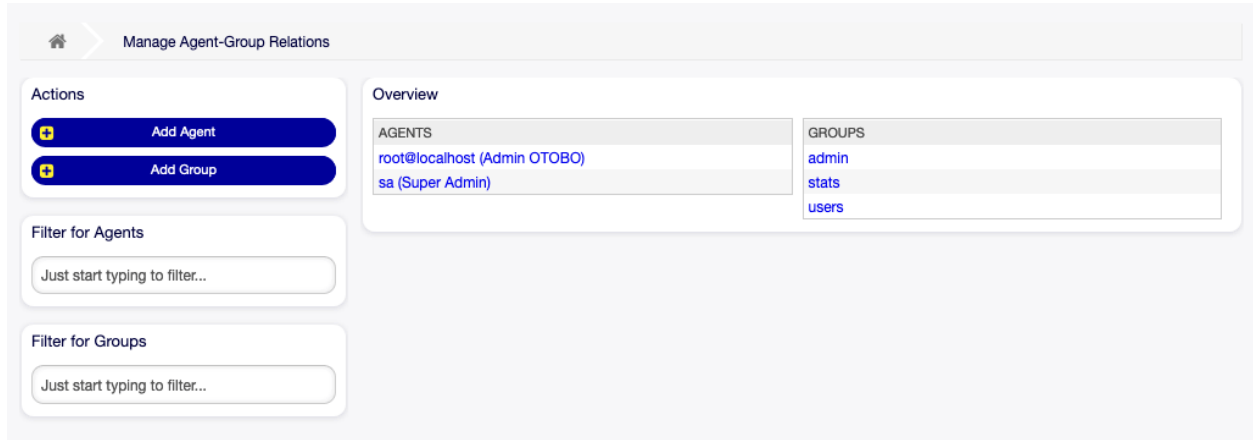 Manage Agent-Group Relations
Actions
Add Agent
Add Group
Filter for Agents
Just start typing to filter...
Filter for Groups
Just start typing to filter...
Overview
AGENTS
root@localhost (Admin OTOBO)
sa (Super Admin)
GROUPS
admin
stats
users